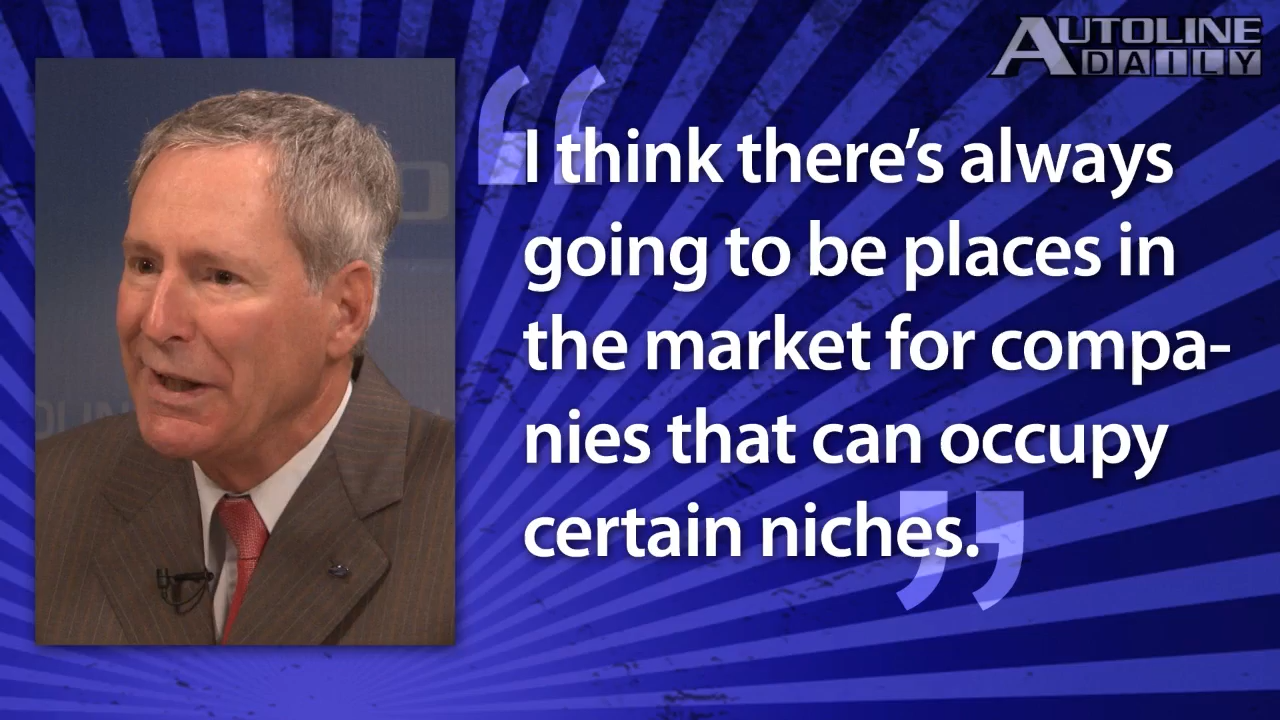 AUTOLINE
DAILY
“I think there’s always
going to be places in
the market for compa-
nies that can occupy
certain niches.”